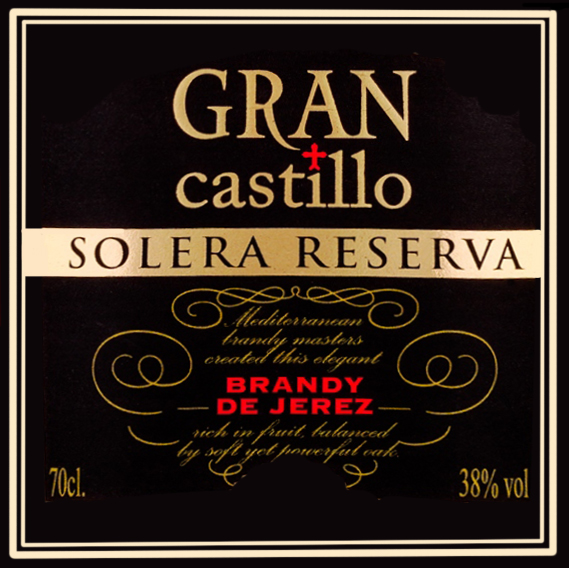 GRAN
castillo
SOLERA RESERVA
Mediterranean
brandy masters
created this elegant
BRANDY
DE JEREZ
rich in fruit, balanced
by soft yet powerful oak.
70cl.
38% vol